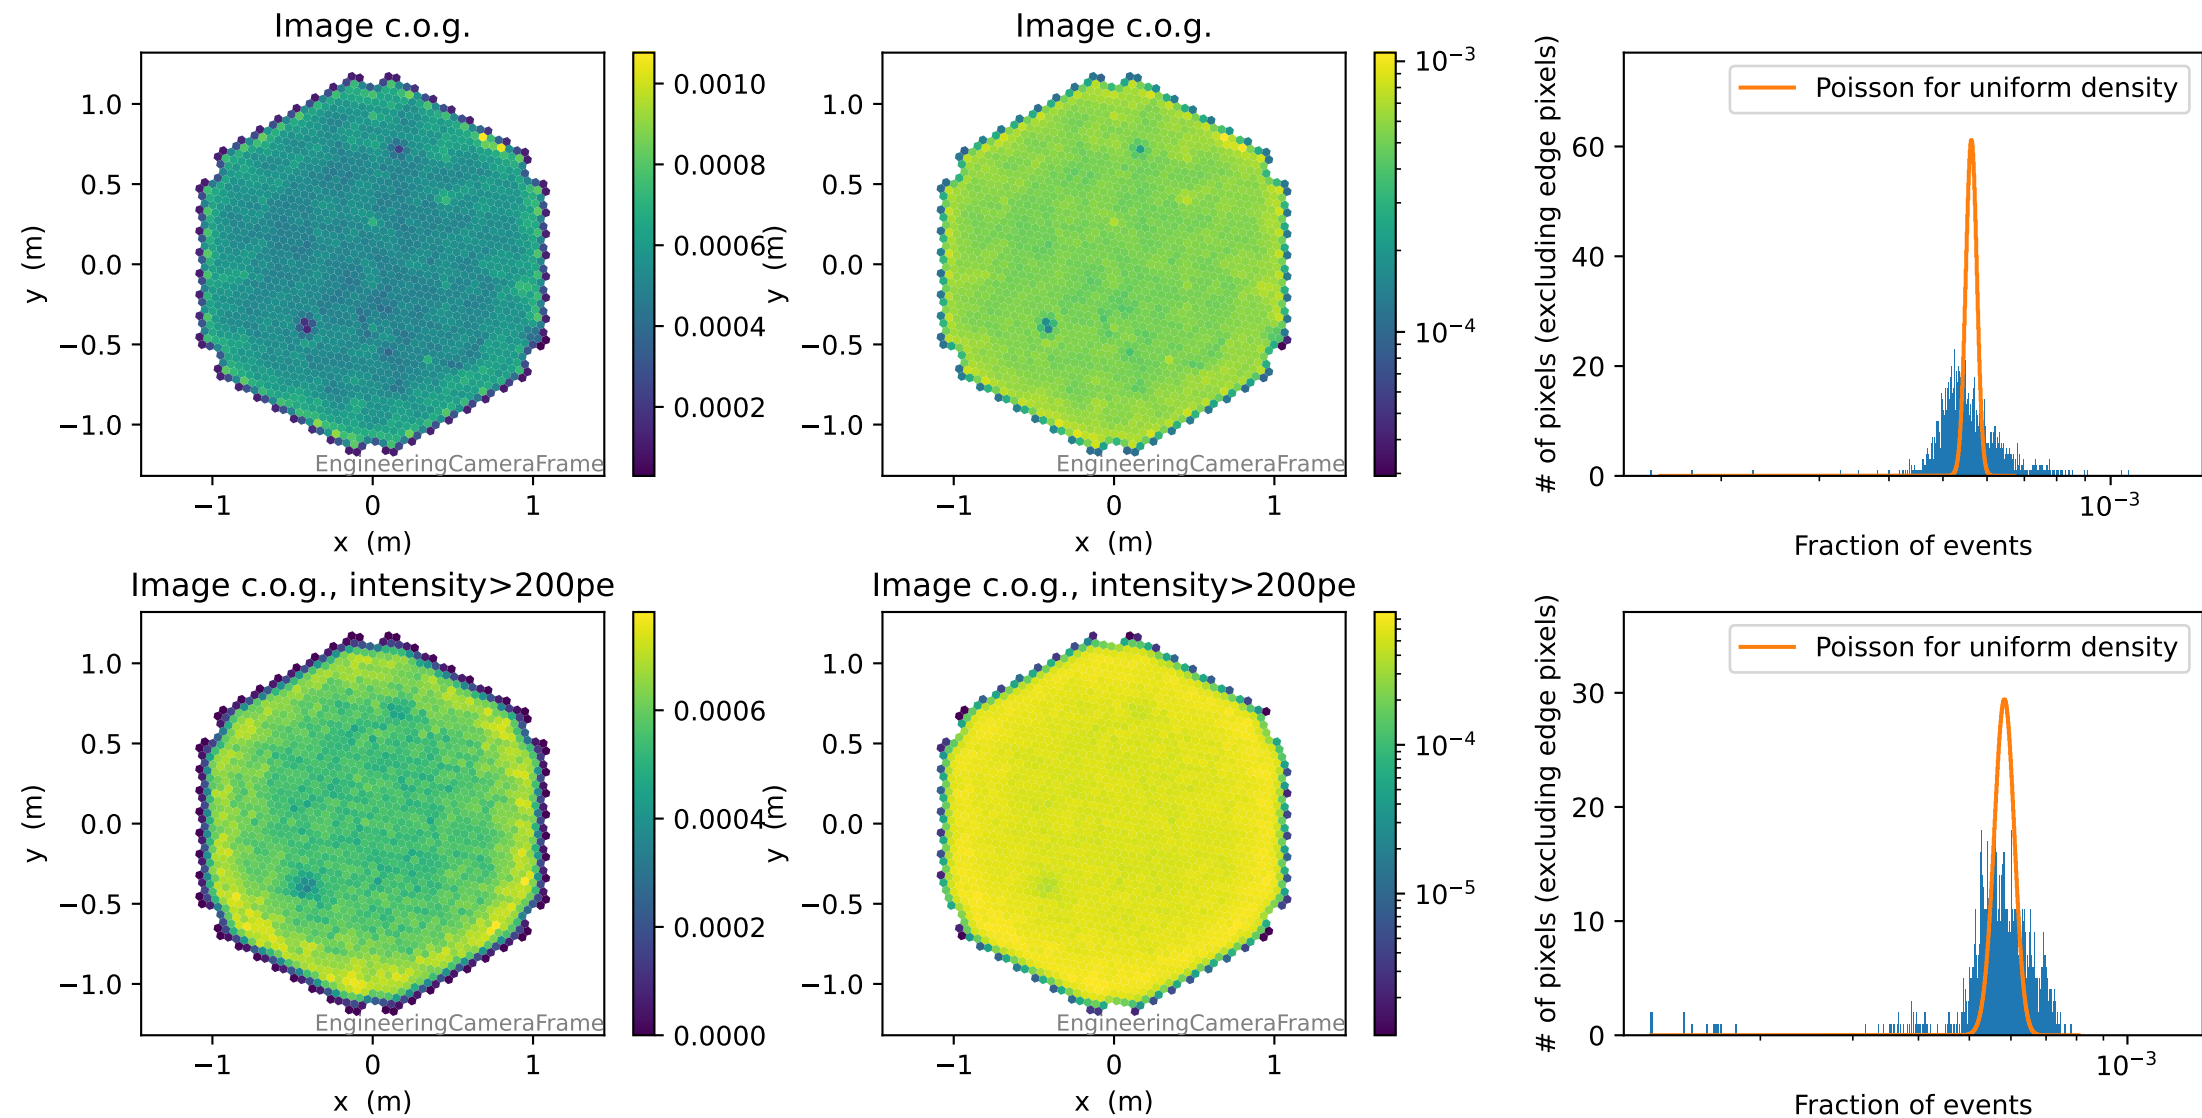 Image c.o.g.
1.0
0.5
0.0
−0.5
−1.0
y (m)
−1 0 1
x (m)
EngineeringCameraFrame
0.0010
0.0008
0.0006
0.0004
0.0002
Image c.o.g.
1.0
0.5
0.0
−0.5
−1.0
y (m)
−1 0 1
x (m)
EngineeringCameraFrame
10⁻³
10⁻⁴
# of pixels (excluding edge pixels)
60
40
20
0
Poisson for uniform density
10⁻³
Fraction of events
Image c.o.g., intensity>200pe
1.0
0.5
0.0
−0.5
−1.0
y (m)
−1 0 1
x (m)
EngineeringCameraFrame
0.0006
0.0004
0.0002
0.0000
Image c.o.g., intensity>200pe
1.0
0.5
0.0
−0.5
−1.0
y (m)
−1 0 1
x (m)
EngineeringCameraFrame
10⁻⁴
10⁻⁵
# of pixels (excluding edge pixels)
30
20
10
0
Poisson for uniform density
10⁻³
Fraction of events